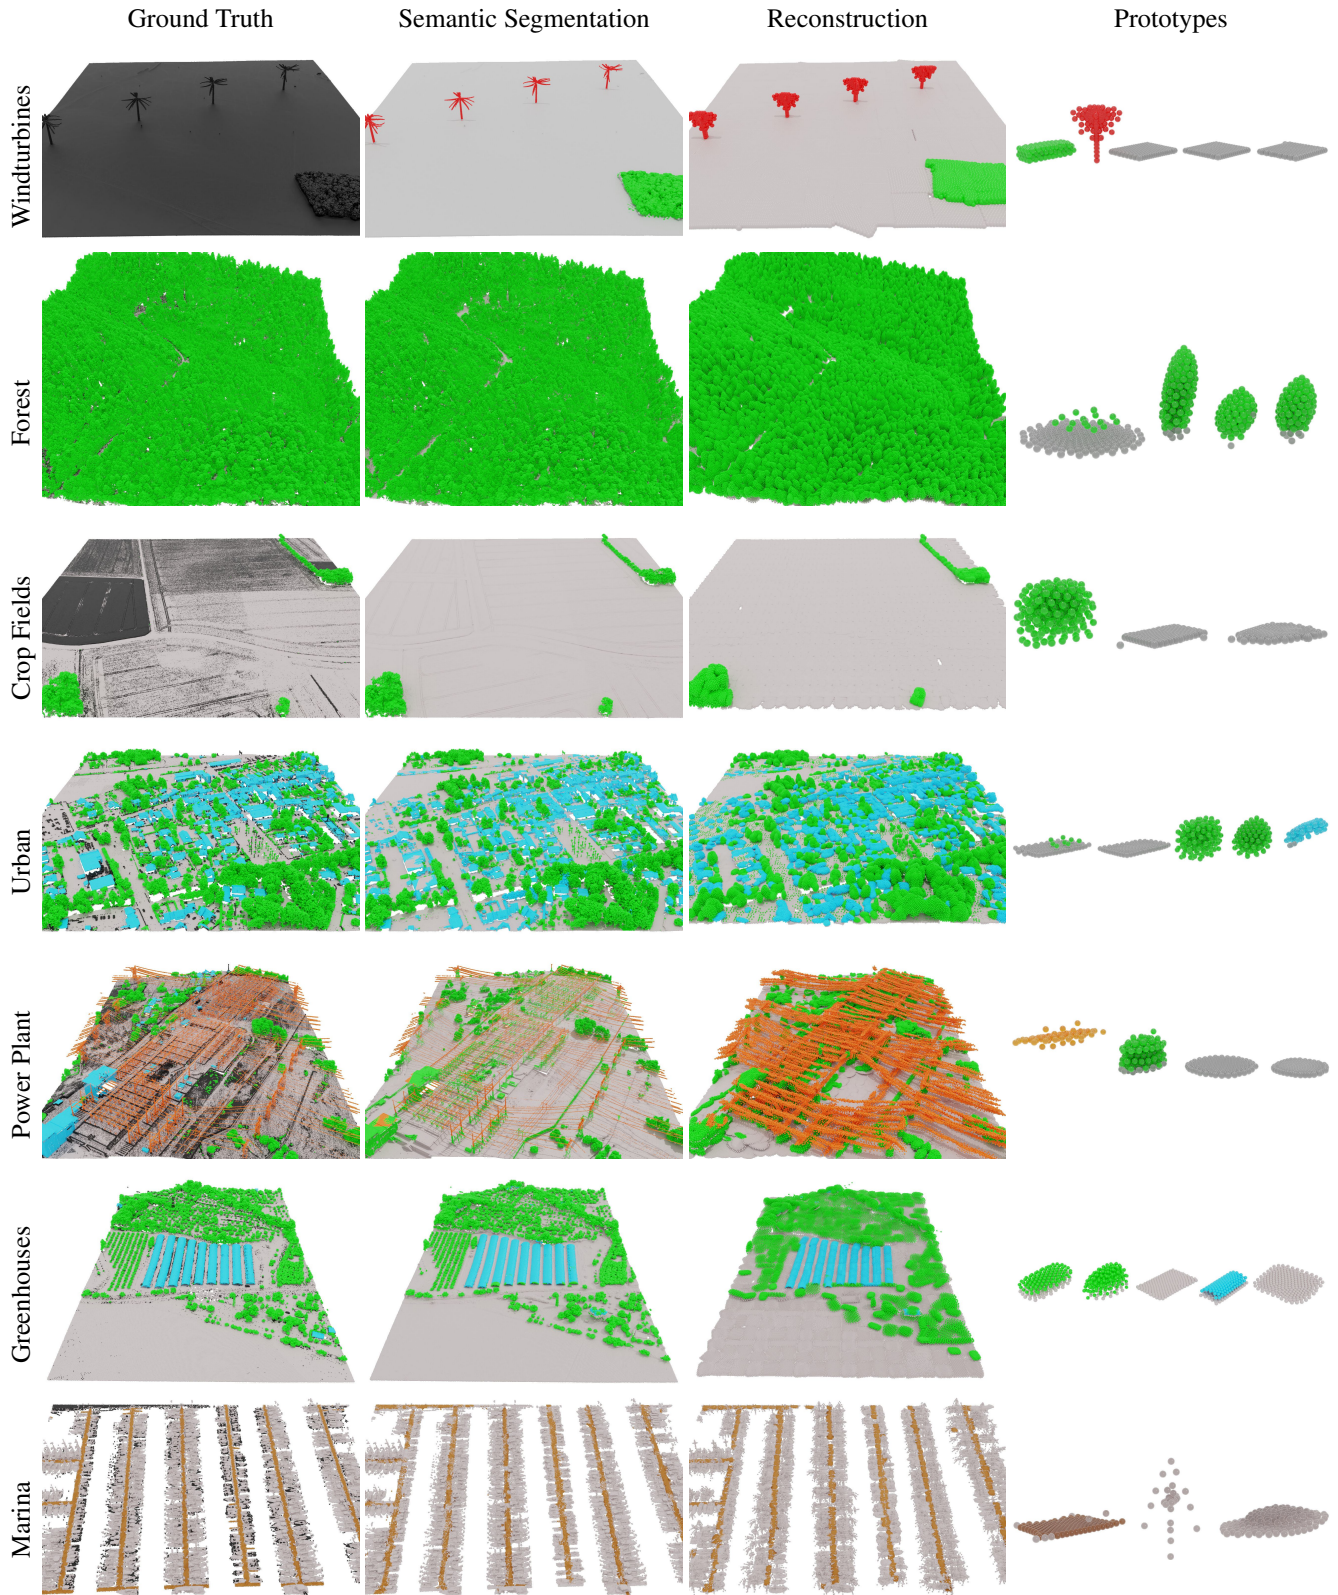 Ground Truth Semantic Segmentation Reconstruction Prototypes
Windturbines
Forest
Crop Fields
Urban
Power Plant
Greenhouses
Marina